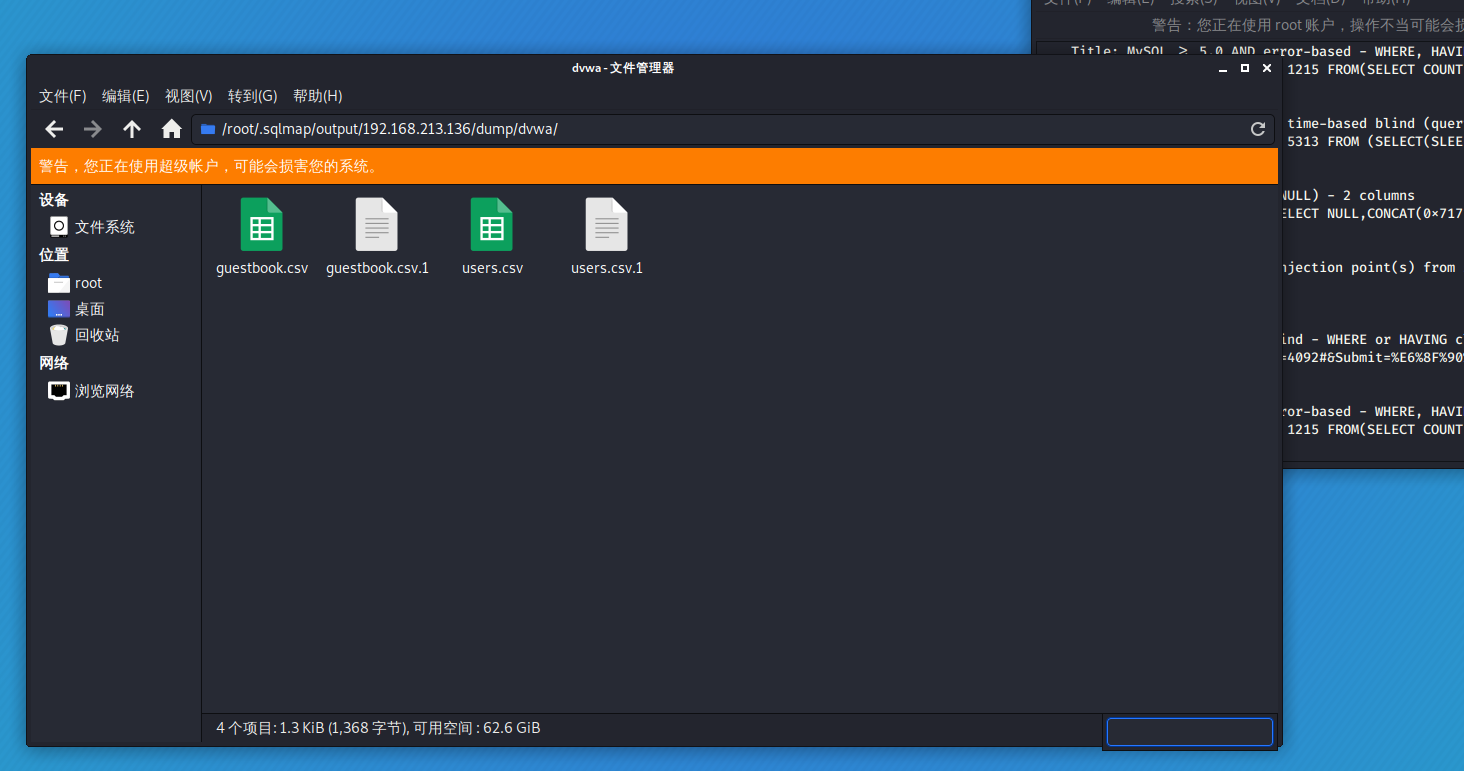 警告：您正在使用 root 账户，操作不当可能会损
Title: MySQL ≥ 5.0 AND error-based - WHERE, HAVI
1215 FROM(SELECT COUNT
time-based blind (quer
5313 FROM (SELECT(SLEE
NULL) - 2 columns
SELECT NULL,CONCAT(0×717
njection point(s) from
ind - WHERE or HAVING c
=4092#&Submit=%E6%8F%90%
ror-based - WHERE, HAVI
1215 FROM(SELECT COUNT
dvwa - 文件管理器
文件(F) 编辑(E) 视图(V) 转到(G) 帮助(H)
/root/.sqlmap/output/192.168.213.136/dump/dvwa/
警告，您正在使用超级帐户，可能会损害您的系统。
设备
文件系统
位置
root
桌面
回收站
网络
浏览网络
guestbook.csv guestbook.csv.1 users.csv users.csv.1
4 个项目: 1.3 KiB (1,368 字节), 可用空间 : 62.6 GiB